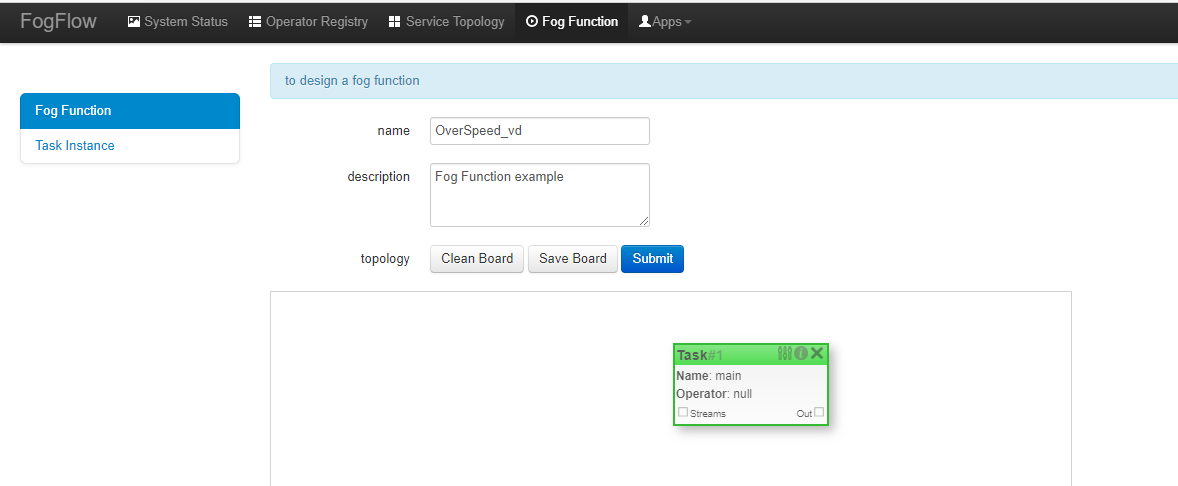 FogFlow System Status Operator Registry Service Topology Fog Function Apps
to design a fog function
Fog Function
Task Instance
name OverSpeed_vd
description Fog Function example
topology Clean Board Save Board Submit
Task#1
Name: main
Operator: null
Streams Out